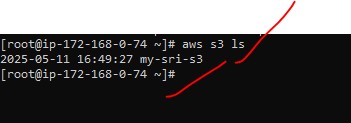 [root@ip-172-168-0-74 ~]# aws s3 ls
2025-05-11 16:49:27 my-sri-s3
[root@ip-172-168-0-74 ~]#